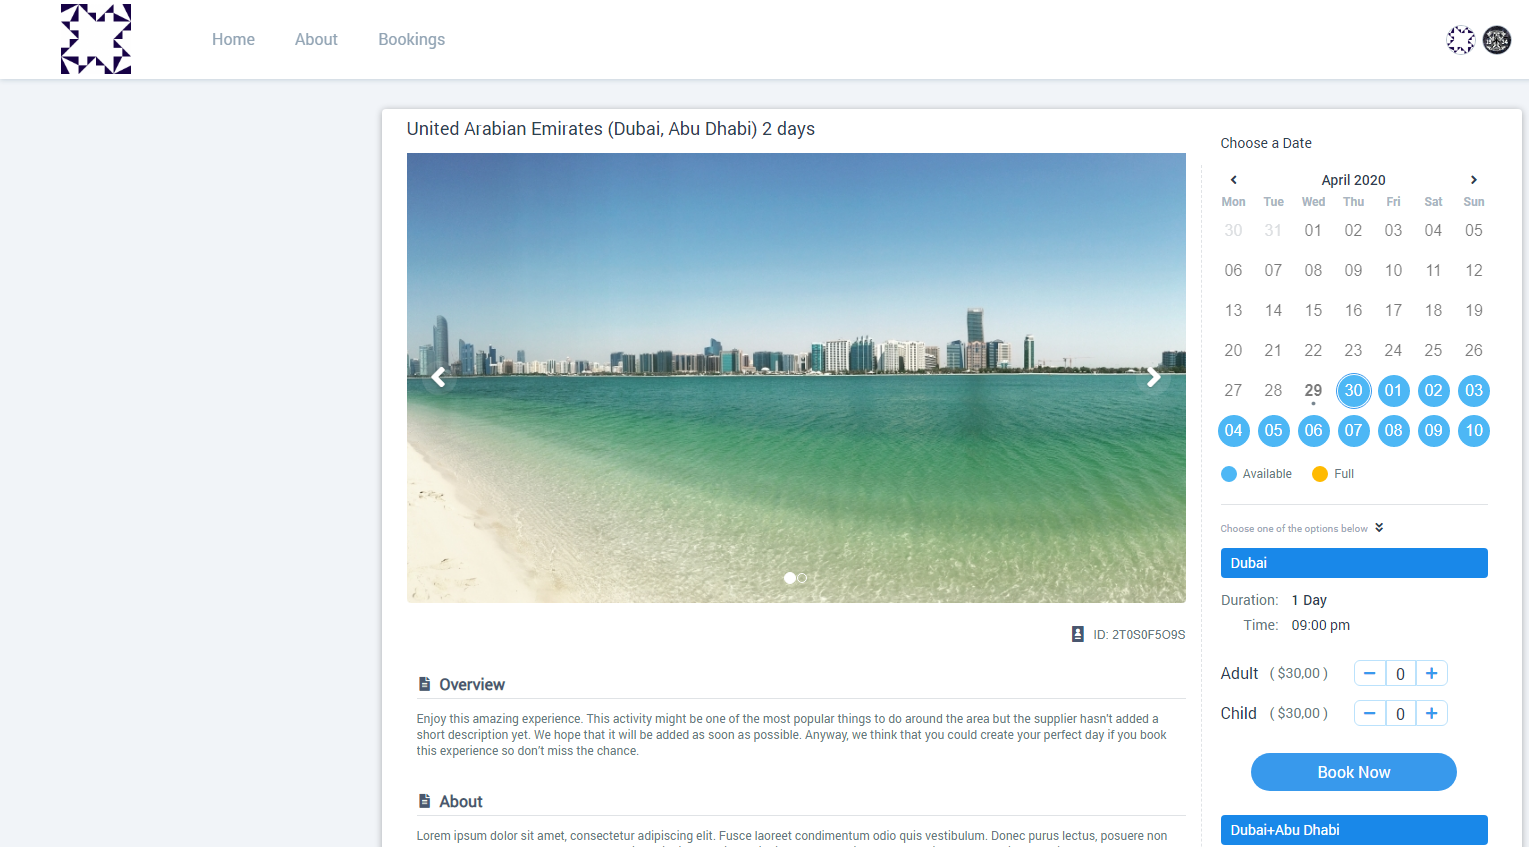 Home About Bookings
United Arabian Emirates (Dubai, Abu Dhabi) 2 days
ID: 2T0S0F5O9S
Overview
Enjoy this amazing experience. This activity might be one of the most popular things to do around the area but the supplier hasn't added a
short description yet. We hope that it will be added as soon as possible. Anyway, we think that you could create your perfect day if you book
this experience so don't miss the chance.
About
Lorem ipsum dolor sit amet, consectetur adipiscing elit. Fusce laoreet condimentum odio quis vestibulum. Donec purus lectus, posuere non
Choose a Date
April 2020
Mon Tue Wed Thu Fri Sat Sun
30 31 01 02 03 04 05
06 07 08 09 10 11 12
13 14 15 16 17 18 19
20 21 22 23 24 25 26
27 28 29 30 01 02 03
04 05 06 07 08 09 10
Available Full
Choose one of the options below
Dubai
Duration: 1 Day
Time: 09:00 pm
Adult ( $30,00 ) − 0 +
Child ( $30,00 ) − 0 +
Book Now
Dubai+Abu Dhabi